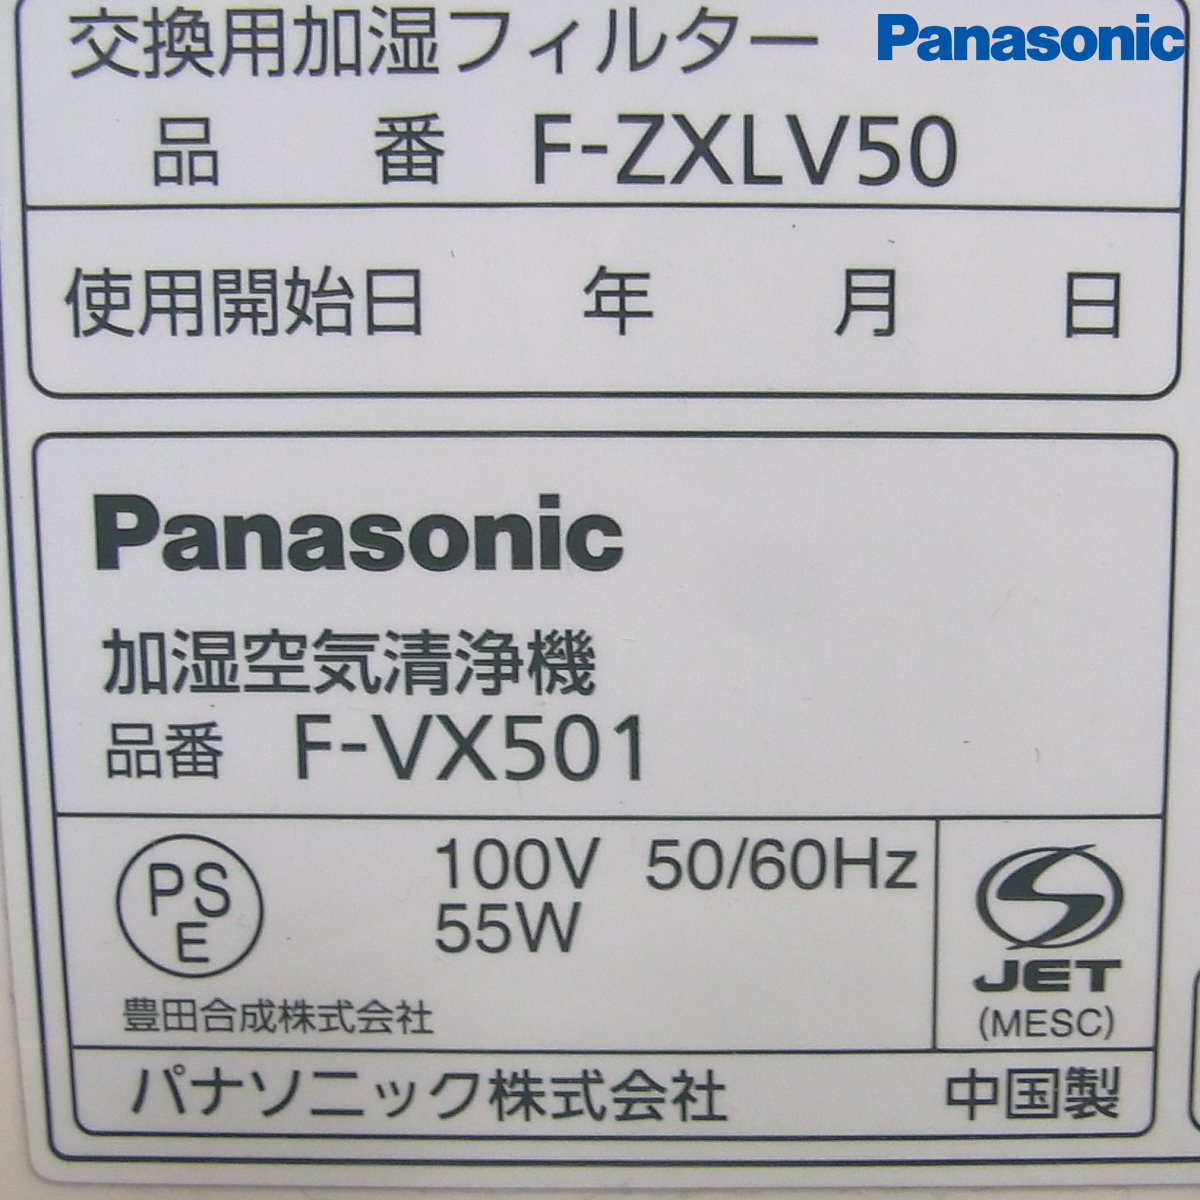 交換用加湿フィルター
Panasonic
品番 F-ZXLV50
使用開始日 年 月 日
Panasonic
加湿空気清浄機
品番 F-VX501
PS
E
100V 50/60Hz
55W
JET
(MESC)
豊田合成株式会社
パナソニック株式会社 中国製